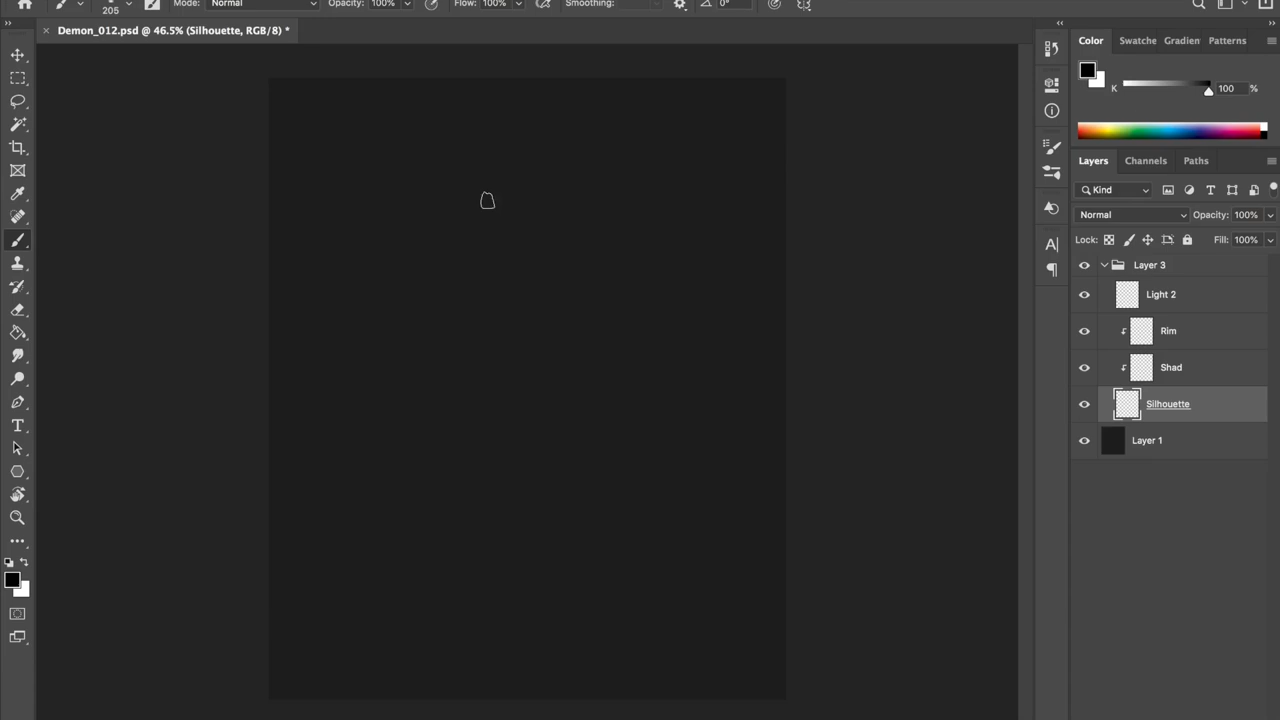 205 Mode: Normal Opacity: 100% Flow: 100% Smoothing: 0°
Demon_012.psd @ 46.5% (Silhouette, RGB/8) *
Color Swatche Gradien Patterns
K 100 %
Layers Channels Paths
Kind
Normal Opacity: 100%
Lock: Fill: 100%
Layer 3
Light 2
Rim
Shad
Silhouette
Layer 1